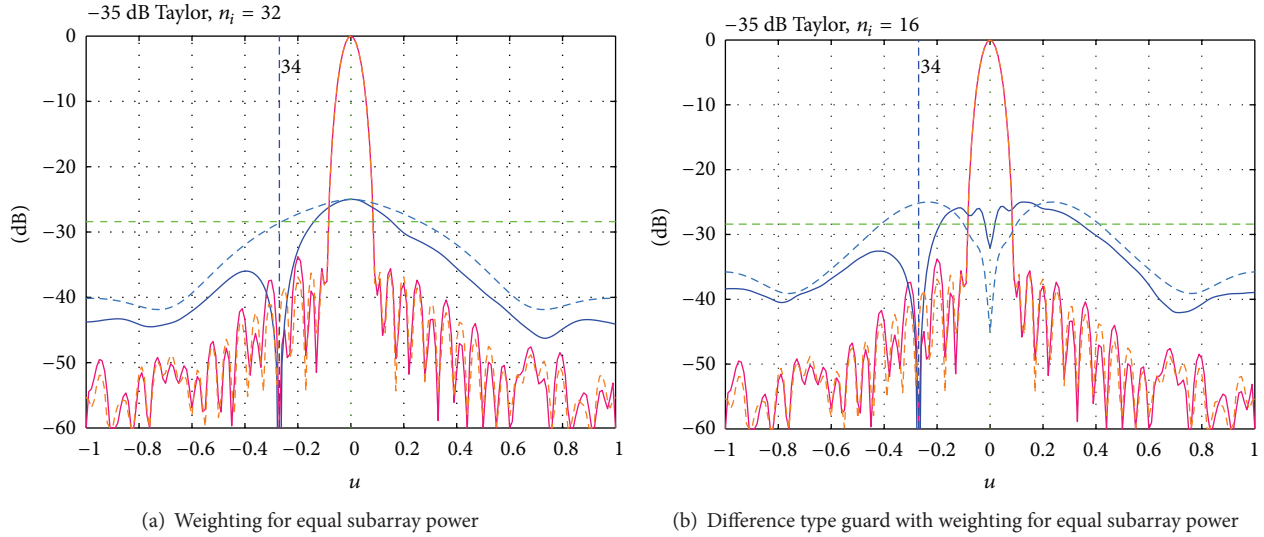 −35 dB Taylor, nᵢ = 32
0
−10
−20
−30
−40
−50
−60
(dB)
34
−1 −0.8 −0.6 −0.4 −0.2 0 0.2 0.4 0.6 0.8 1
u
(a) Weighting for equal subarray power
−35 dB Taylor, nᵢ = 16
0
−10
−20
−30
−40
−50
−60
(dB)
34
−1 −0.8 −0.6 −0.4 −0.2 0 0.2 0.4 0.6 0.8 1
u
(b) Difference type guard with weighting for equal subarray power